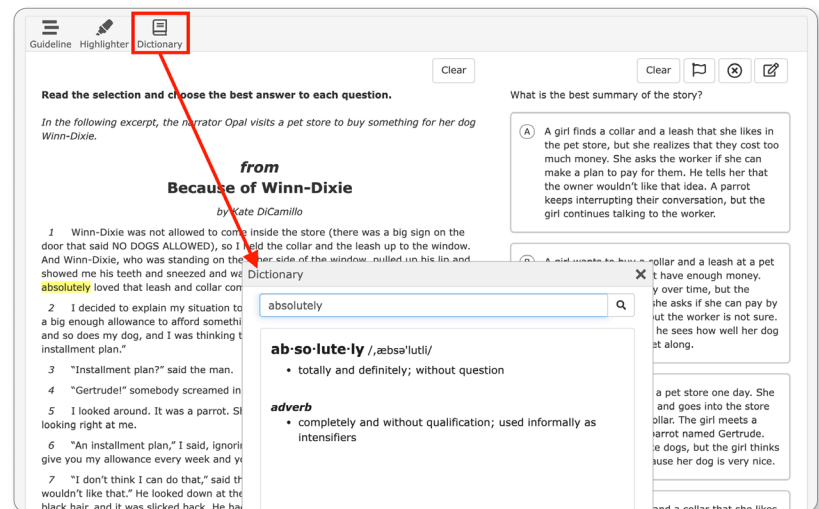 Guideline Highlighter Dictionary
Clear
Read the selection and choose the best answer to each question.
In the following excerpt, the narrator Opal visits a pet store to buy something for her dog
Winn-Dixie.
from
Because of Winn-Dixie
by Kate DiCamillo
1 Winn-Dixie was not allowed to come inside the store (there was a big sign on the
door that said NO DOGS ALLOWED), so I held the collar and the leash up to the window.
And Winn-Dixie, who was standing on the other side of the window, pulled up his lip and
showed me his teeth and sneezed and
absolutely loved that leash and collar
2 I decided to explain my situation to
a big enough allowance to afford
and so does my dog, and I was thinking
installment plan.”
3 “Installment plan?” said the man.
4 “Gertrude!” somebody screamed in
5 I looked around. It was a parrot.
looking right at me.
6 “An installment plan,” I said,
give you my allowance every week and
7 “I don’t think I can do that,” said
wouldn’t like that.” He looked down at the
black hair, and it was slicked back. He
Dictionary
absolutely
ab·so·lute·ly /ˌæbsə'lutli/
• totally and definitely; without question
adverb
• completely and without qualification; used informally as
intensifiers
Clear
What is the best summary of the story?
A A girl finds a collar and a leash that she likes in
the pet store, but she realizes that they cost too
much money. She asks the worker if she can
make a plan to pay for them. He tells her that
the owner wouldn’t like that idea. A parrot
keeps interrupting their conversation, but the
girl continues talking to the worker.
B A girl wants to buy a collar and a leash at a pet
have enough money.
over time, but the
she asks if she can pay by
but the worker is not sure.
he sees how well her dog
get along.
a pet store one day. She
and goes into the store
collar. The girl meets a
parrot named Gertrude.
dogs, but the girl thinks
because her dog is very nice.
and a collar that she likes